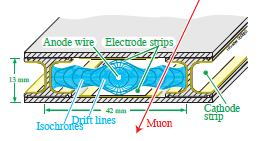 Anode wire
Electrode strips
13 mm
42 mm
Cathode
strip
Drift lines
Isochrones
Muon